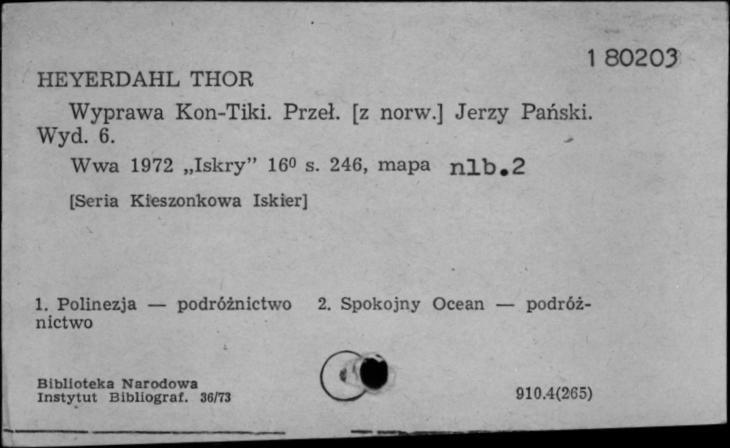 1 80203
HEYERDAHL THOR
Wyprawa Kon-Tiki. Przeł. [z norw.] Jerzy Pański.
Wyd. 6.
Wwa 1972 „Iskry” 16⁰ s. 246, mapa nlb.2
[Seria Kieszonkowa Iskier]
1. Polinezja — podróżnictwo 2. Spokojny Ocean — podróż-
nictwo
Biblioteka Narodowa
Instytut Bibliograf. 36/73
910.4(265)